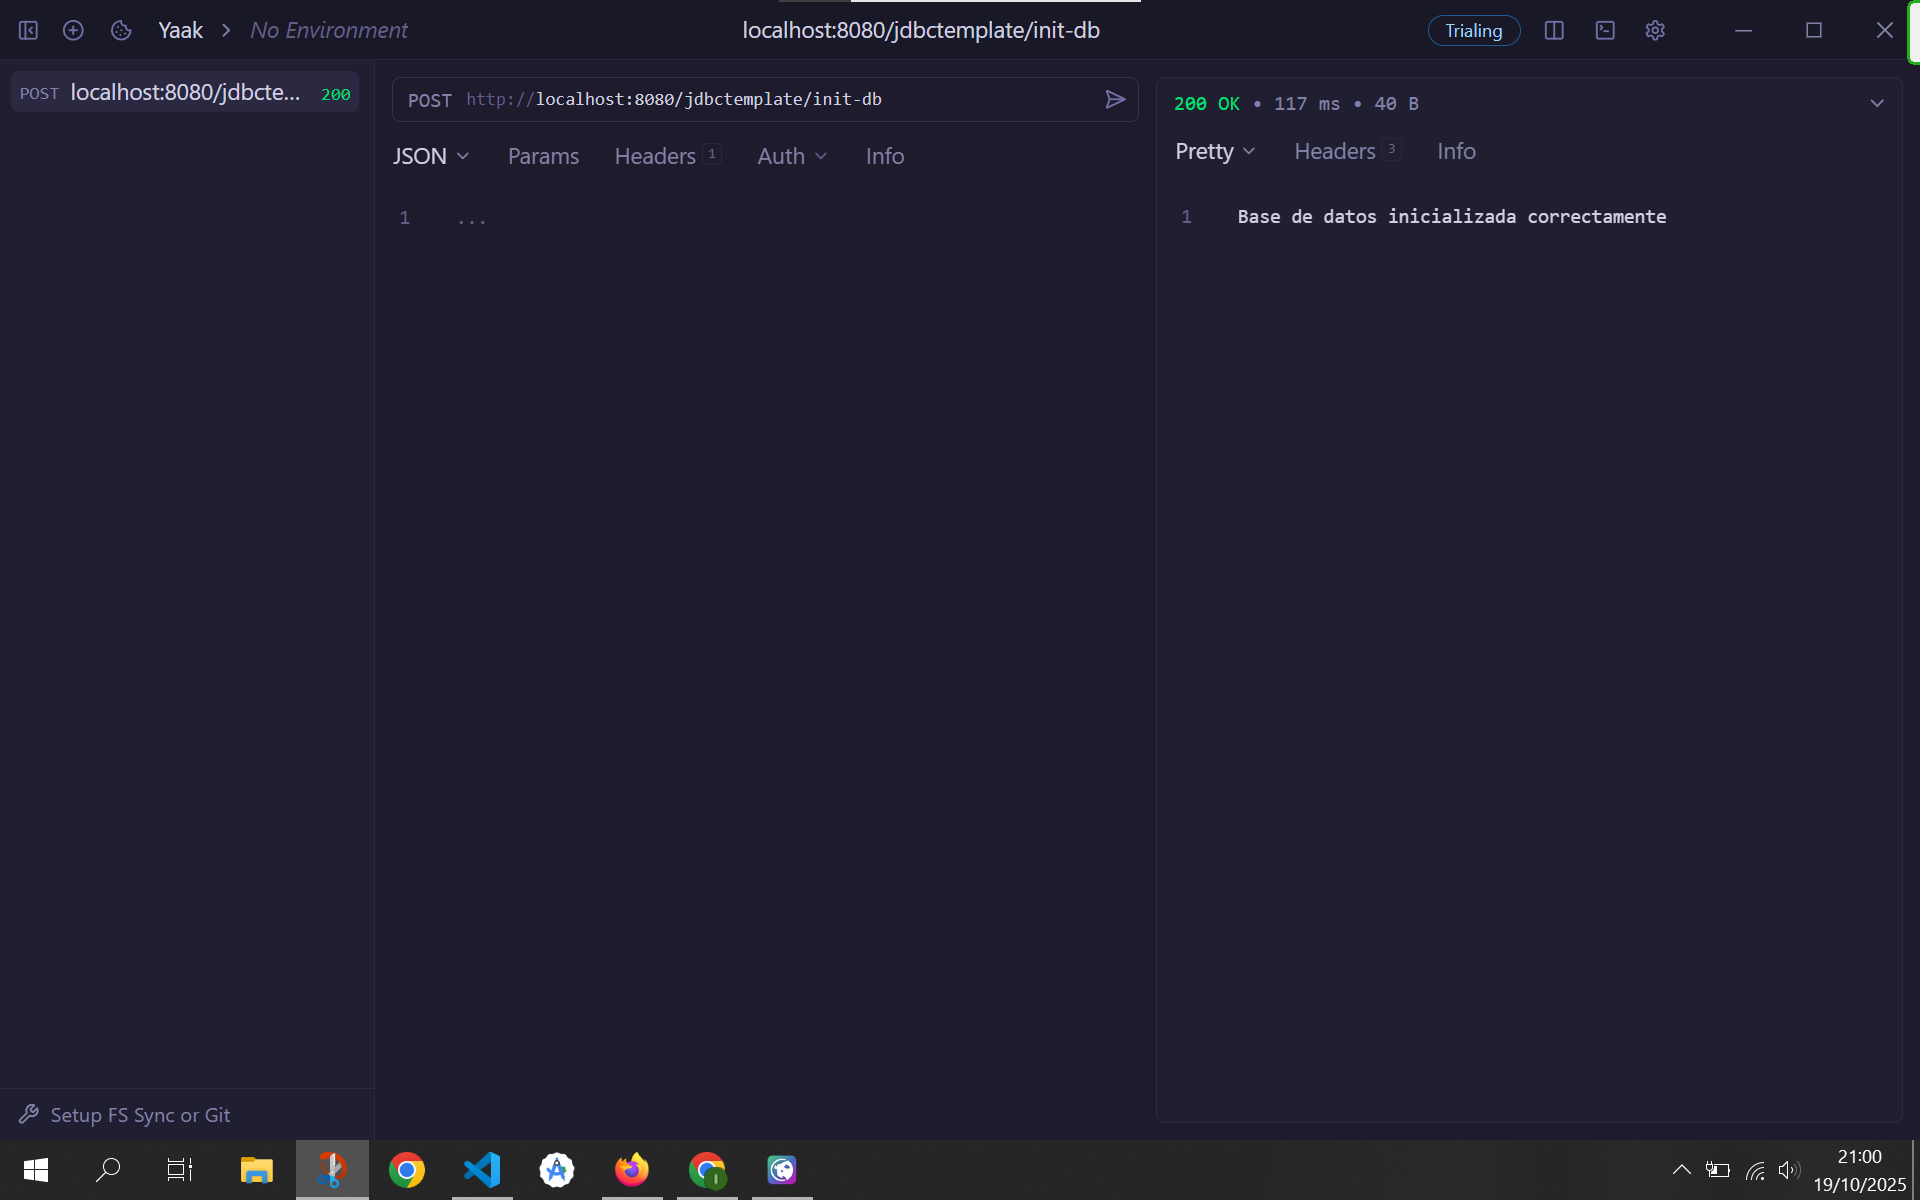 Yaak > No Environment
localhost:8080/jdbctemplate/init-db
Trialing
POST localhost:8080/jdbcte... 200
POST http://localhost:8080/jdbctemplate/init-db
JSON Params Headers 1 Auth Info
1 ...
200 OK • 117 ms • 40 B
Pretty Headers 3 Info
1 Base de datos inicializada correctamente
Setup FS Sync or Git
21:00
19/10/2025